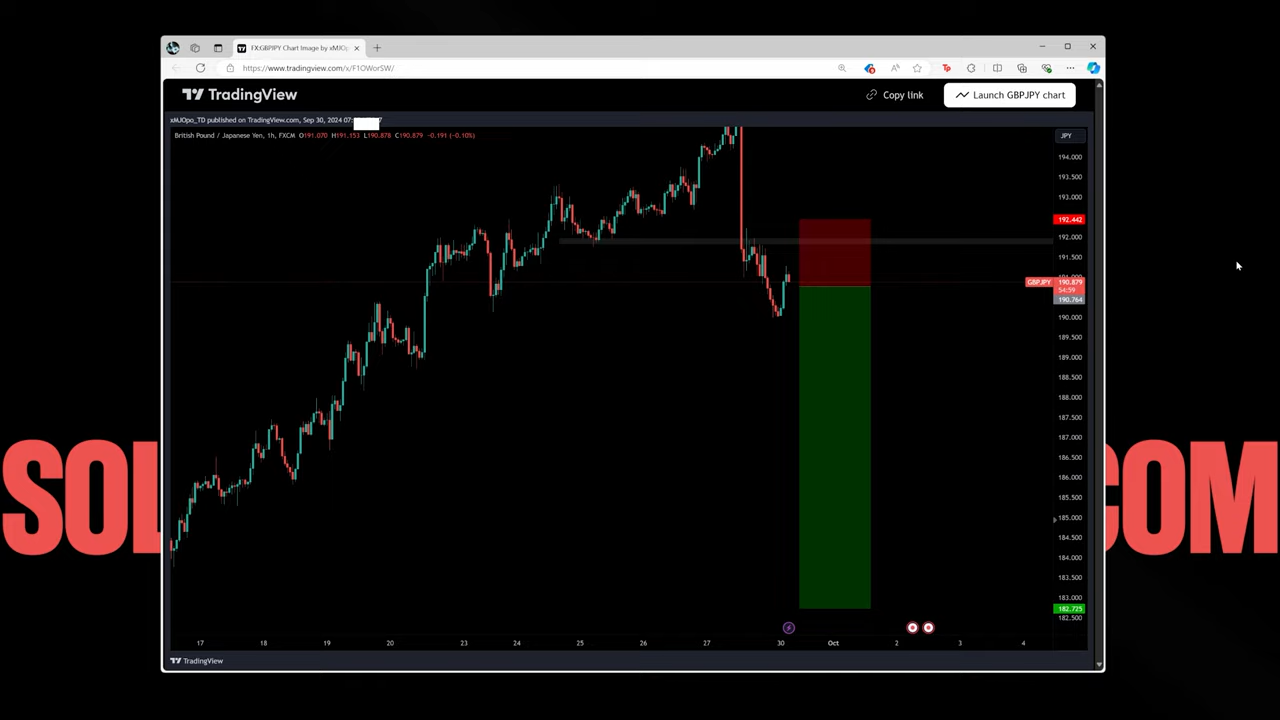 FX:GBPJPY Chart Image by xMJOp
https://www.tradingview.com/x/F1OWorSW/
TradingView
Copy link
Launch GBPJPY chart
xMJOpo_TD published on TradingView.com, Sep 30, 2024 07:
British Pound / Japanese Yen, 1h, FXCM O191.070 H191.153 L190.878 C190.879 -0.191 (-0.10%)
JPY
194.000
193.500
193.000
192.442
192.000
191.500
GBPJPY 190.879
54:59
190.764
190.000
189.500
189.000
188.500
188.000
187.500
187.000
186.500
186.000
185.500
185.000
184.500
184.000
183.500
183.000
182.725
182.500
17 18 19 20 23 24 25 26 27 30 Oct 2 3 4
TradingView
SOL
COM